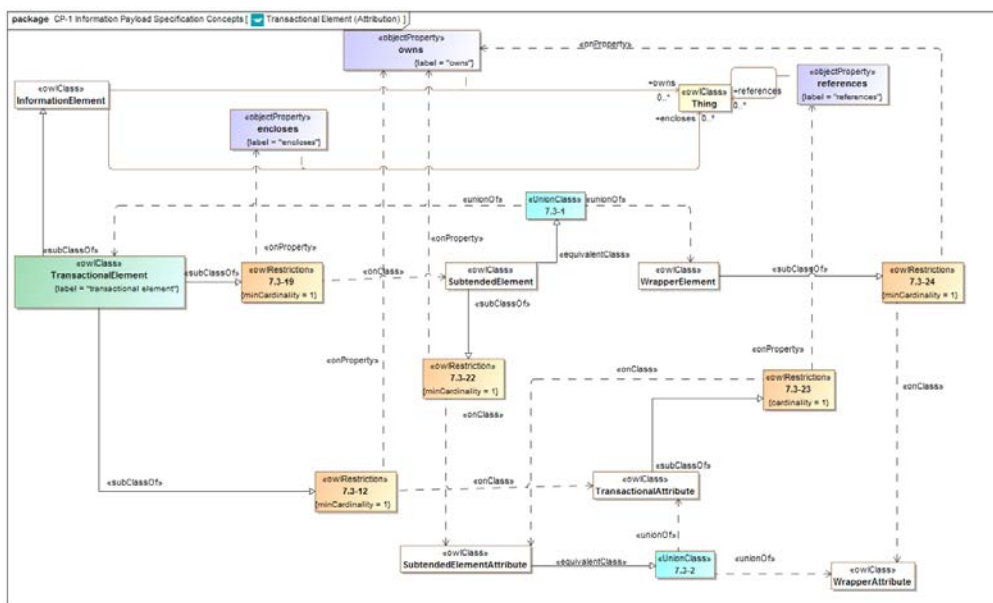 package CP-1 Information Payload Specification Concepts [ Transactional Element (Attribution) ]
«objectProperty»
owns
{label = "owns"}
«onProperty»
«owlClass»
InformationElement
+owns
0..*
«owlClass»
Thing
+references
0..*
+encloses
0..*
«objectProperty»
references
{label = "references"}
«objectProperty»
encloses
{label = "encloses"}
«unionOf»
«UnionClass»
7.3-1
«unionOf»
«subClassOf»
«onProperty»
«onProperty»
«equivalentClass»
«owlClass»
TransactionalElement
{label = "transactional element"}
«subClassOf»
«owlRestriction»
7.3-19
{minCardinality = 1}
«onClass»
«owlClass»
SubtendedElement
«owlClass»
WrapperElement
«subClassOf»
«owlRestriction»
7.3-24
{minCardinality = 1}
«subClassOf»
«onProperty»
«owlRestriction»
7.3-22
{minCardinality = 1}
«onProperty»
«onClass»
«owlRestriction»
7.3-23
{cardinality = 1}
«onClass»
«onClass»
«subClassOf»
«owlRestriction»
7.3-12
{minCardinality = 1}
«onClass»
«subClassOf»
«owlClass»
TransactionalAttribute
«unionOf»
«owlClass»
SubtendedElementAttribute
«equivalentClass»
«UnionClass»
7.3-2
«unionOf»
«owlClass»
WrapperAttribute